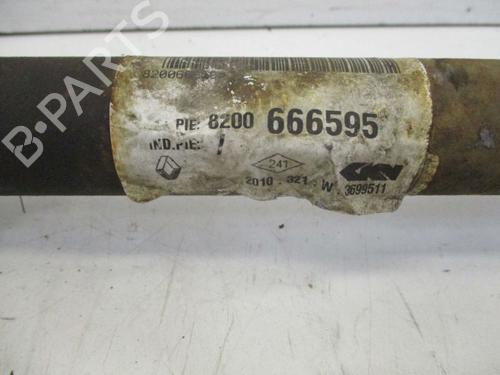 B-PARTS
PIE: 8200 666595
IND.PIE:
241
GKN
2010 . 321 . W . 3699511